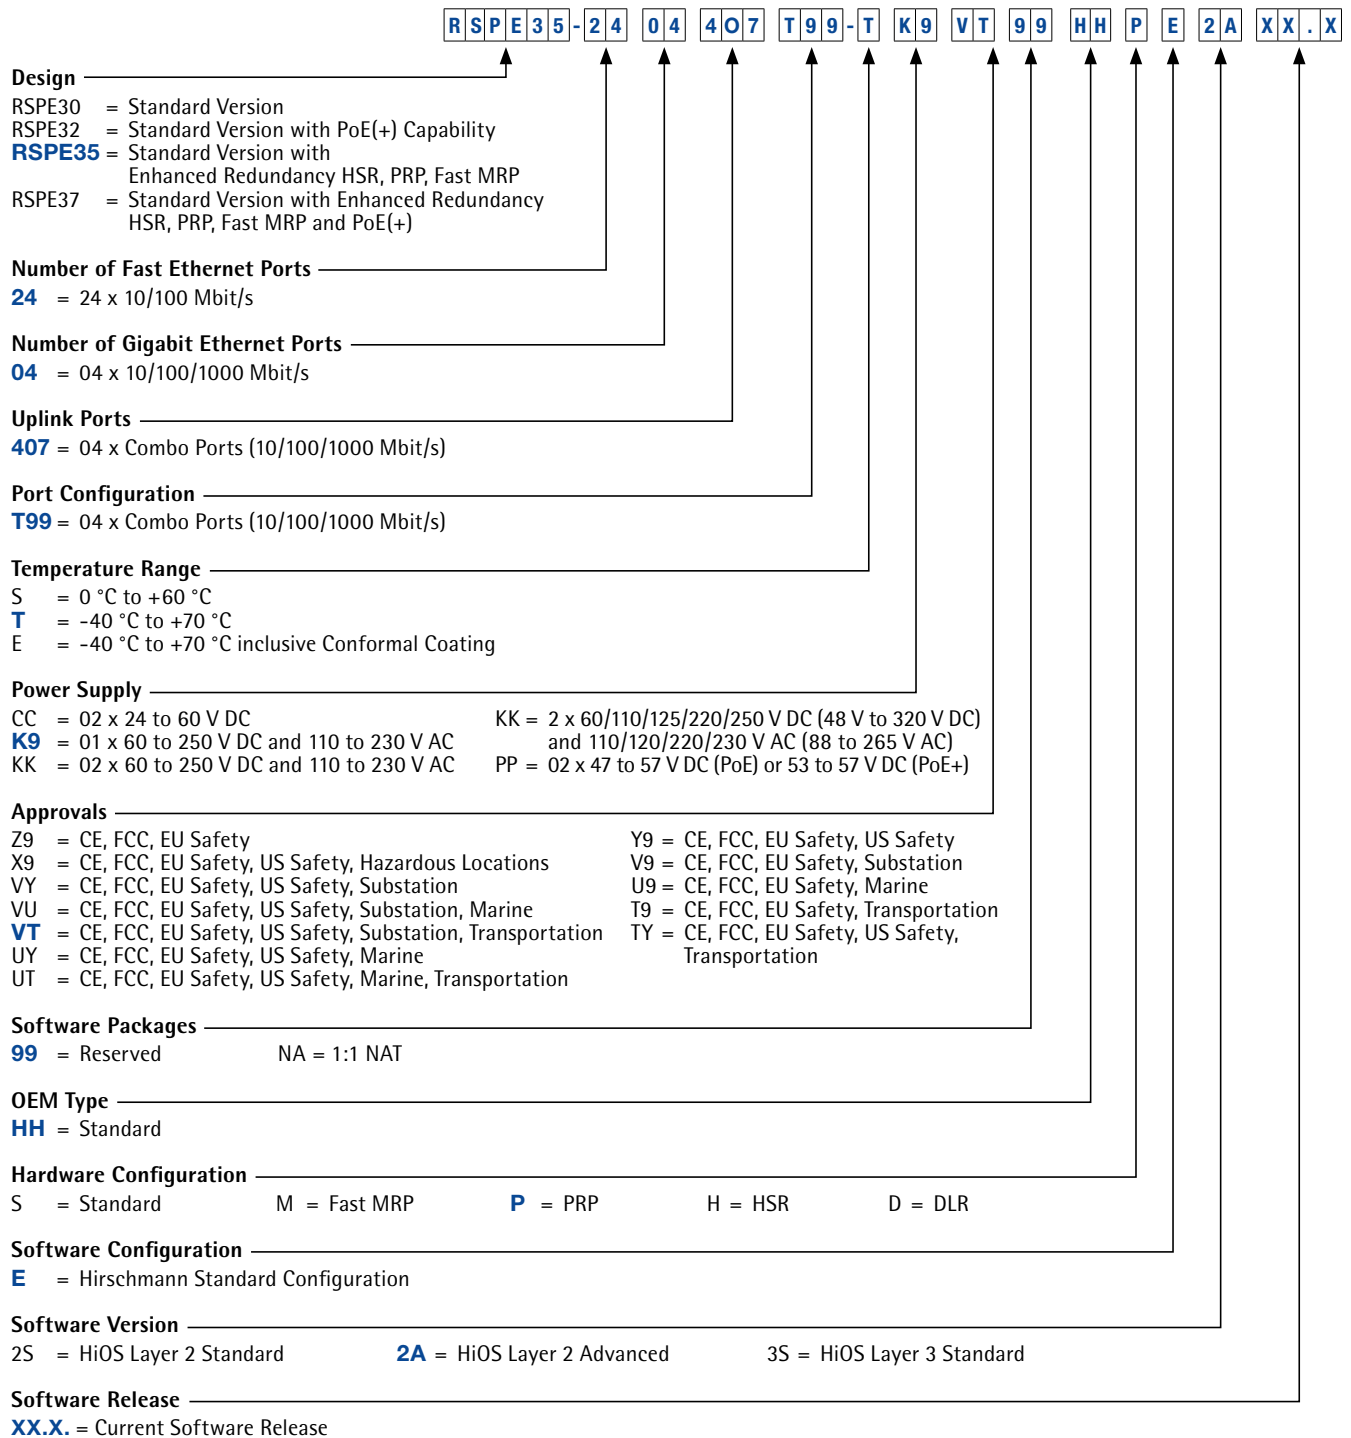 RSPE35-24 04 4O7 T99-T K9 VT 99 HH P E 2A XX.X
Design
RSPE30 = Standard Version
RSPE32 = Standard Version with PoE(+) Capability
RSPE35 = Standard Version with
Enhanced Redundancy HSR, PRP, Fast MRP
RSPE37 = Standard Version with Enhanced Redundancy
HSR, PRP, Fast MRP and PoE(+)
Number of Fast Ethernet Ports
24 = 24 x 10/100 Mbit/s
Number of Gigabit Ethernet Ports
04 = 04 x 10/100/1000 Mbit/s
Uplink Ports
407 = 04 x Combo Ports (10/100/1000 Mbit/s)
Port Configuration
T99 = 04 x Combo Ports (10/100/1000 Mbit/s)
Temperature Range
S = 0 °C to +60 °C
T = -40 °C to +70 °C
E = -40 °C to +70 °C inclusive Conformal Coating
Power Supply
CC = 02 x 24 to 60 V DC
K9 = 01 x 60 to 250 V DC and 110 to 230 V AC
KK = 02 x 60 to 250 V DC and 110 to 230 V AC
KK = 2 x 60/110/125/220/250 V DC (48 V to 320 V DC)
and 110/120/220/230 V AC (88 to 265 V AC)
PP = 02 x 47 to 57 V DC (PoE) or 53 to 57 V DC (PoE+)
Approvals
Z9 = CE, FCC, EU Safety
X9 = CE, FCC, EU Safety, US Safety, Hazardous Locations
VY = CE, FCC, EU Safety, US Safety, Substation
VU = CE, FCC, EU Safety, US Safety, Substation, Marine
VT = CE, FCC, EU Safety, US Safety, Substation, Transportation
UY = CE, FCC, EU Safety, US Safety, Marine
UT = CE, FCC, EU Safety, US Safety, Marine, Transportation
Y9 = CE, FCC, EU Safety, US Safety
V9 = CE, FCC, EU Safety, Substation
U9 = CE, FCC, EU Safety, Marine
T9 = CE, FCC, EU Safety, Transportation
TY = CE, FCC, EU Safety, US Safety,
Transportation
Software Packages
99 = Reserved NA = 1:1 NAT
OEM Type
HH = Standard
Hardware Configuration
S = Standard M = Fast MRP P = PRP H = HSR D = DLR
Software Configuration
E = Hirschmann Standard Configuration
Software Version
2S = HiOS Layer 2 Standard 2A = HiOS Layer 2 Advanced 3S = HiOS Layer 3 Standard
Software Release
XX.X. = Current Software Release